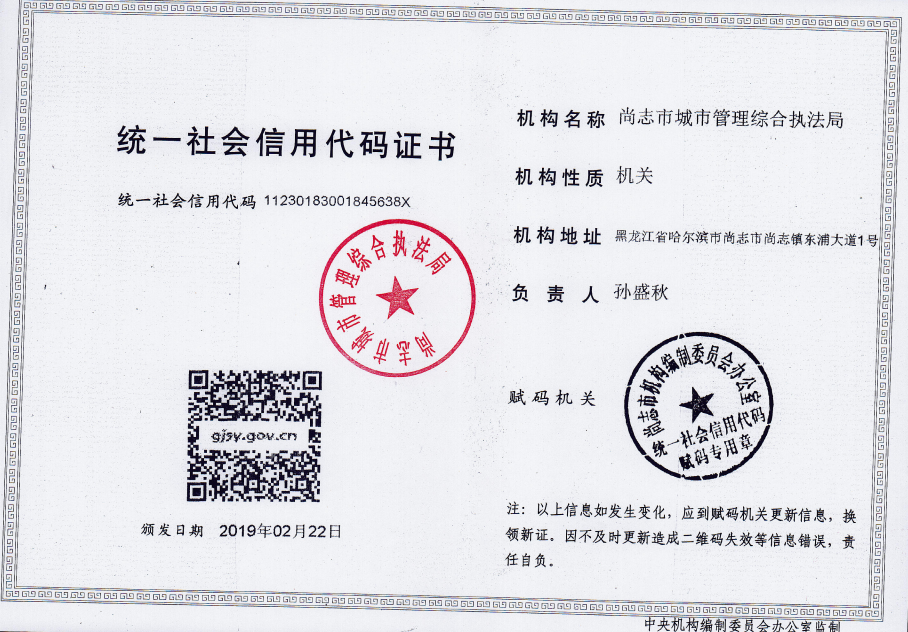 统一社会信用代码证书
统一社会信用代码 11230183001845638X
尚志市城市管理综合执法局
gjsy.gov.cn
颁发日期 2019年02月22日
机构名称 尚志市城市管理综合执法局
机构性质 机关
机构地址 黑龙江省哈尔滨市尚志市尚志镇东浦大道1号
负责人 孙盛秋
赋码机关
尚志市机构编制委员会办公室
统一社会信用代码
赋码专用章
注：以上信息如发生变化，应到赋码机关更新信息，换
领新证。因不及时更新造成二维码失效等信息错误，责
任自负。
中央机构编制委员会办公室监制